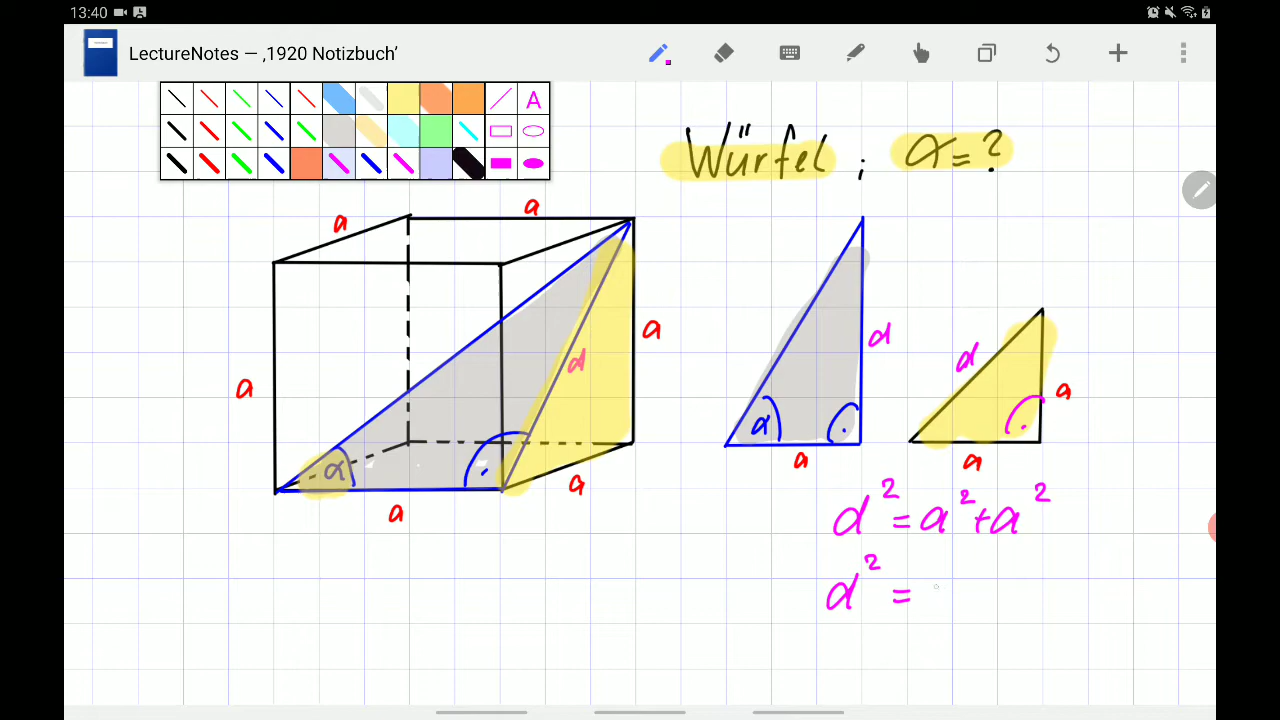 13:40
LectureNotes — ‚1920 Notizbuch‘
A
Würfel ; α = ?
a
a
a
a
d
α
a
a
d
α
a
d
a
a
d² = a² + a²
d² =